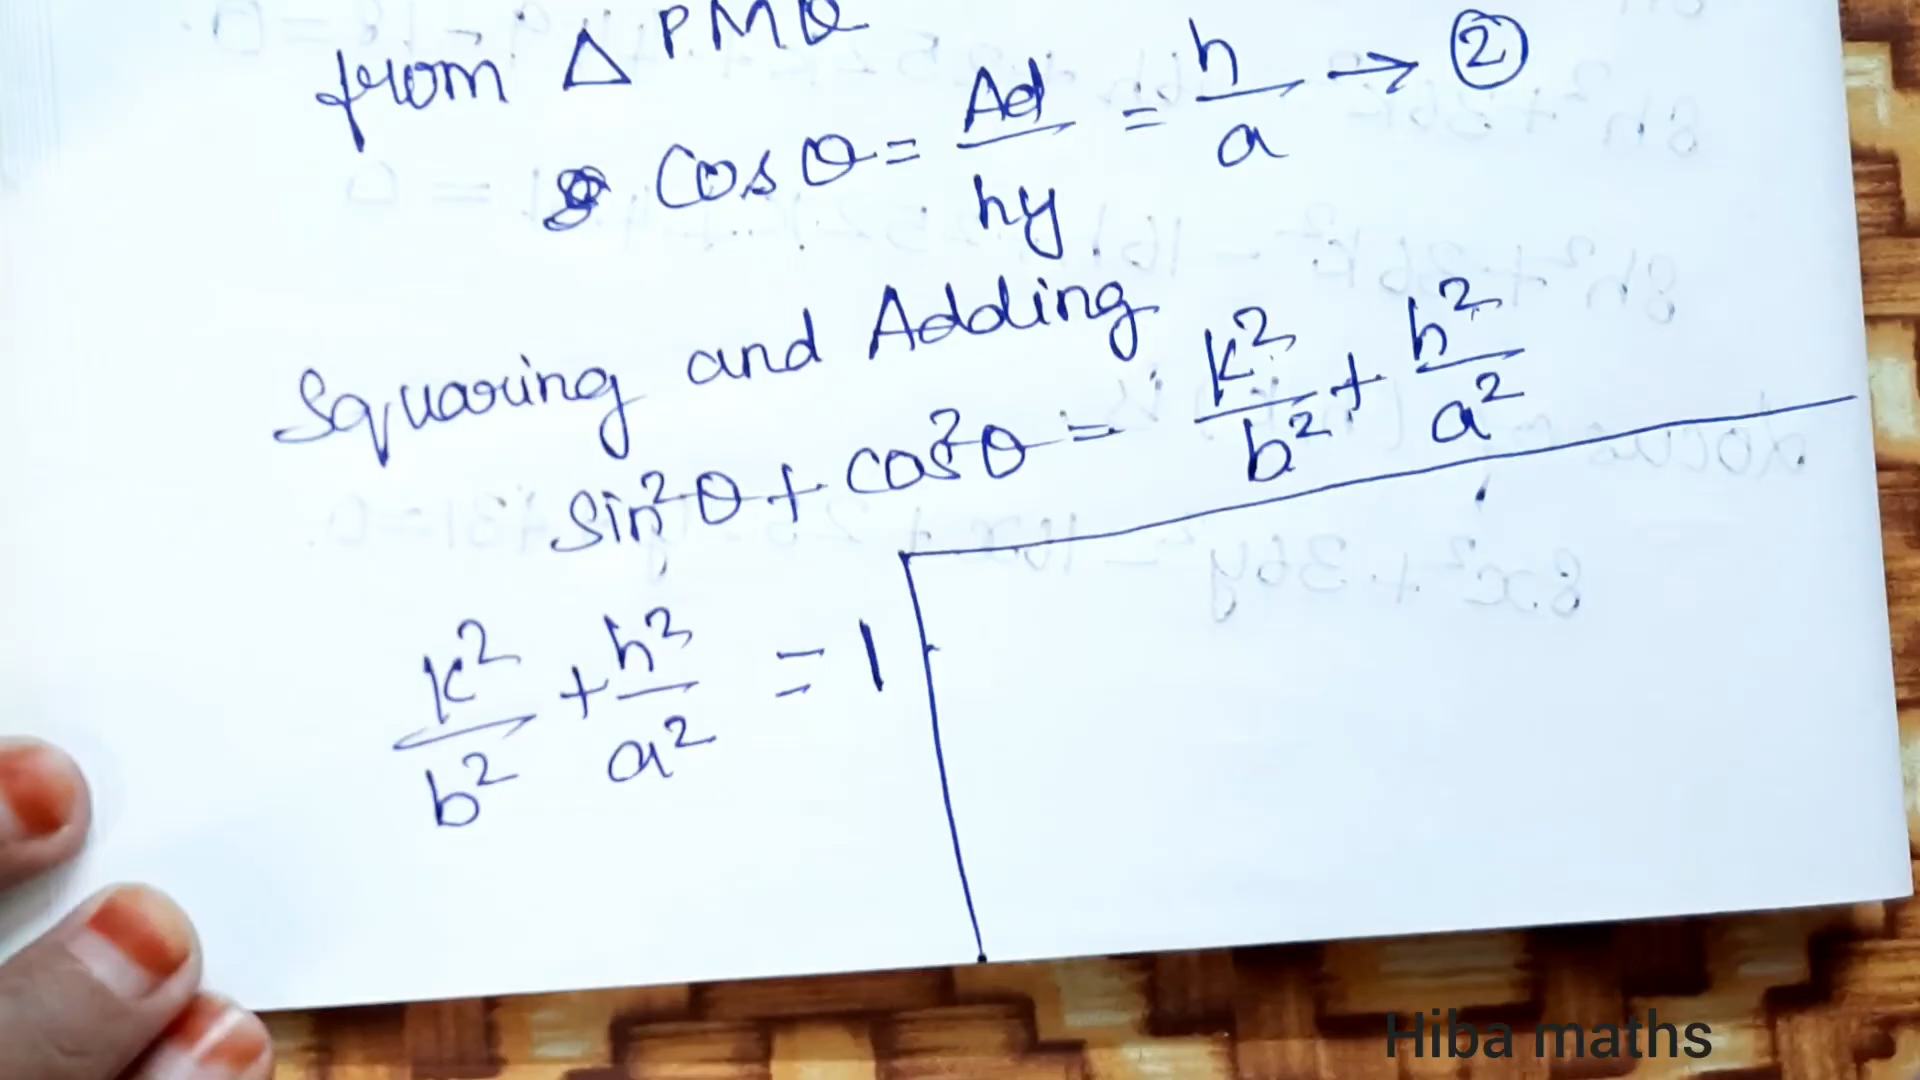 from △ PMQ
Cos θ = Ad/hy = h/a → ②
Squaring and Adding
sin²θ + cos²θ = k²/b² + h²/a²
k²/b² + h²/a² = 1
Hiba maths